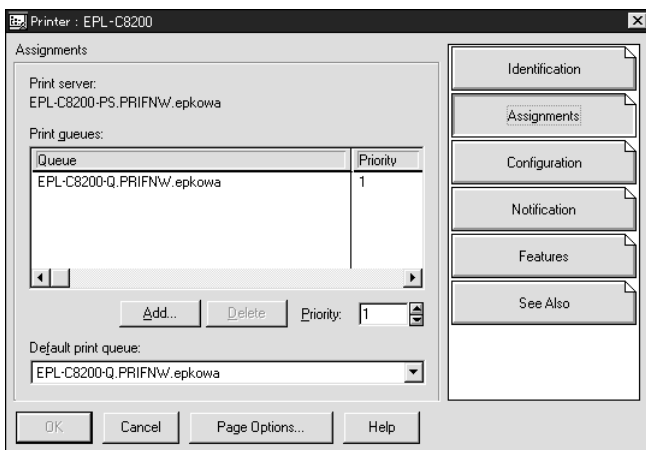 Printer : EPL-C8200
Assignments
Print server:
EPL-C8200-PS.PRIFNW.epkowa
Print queues:
Queue Priority
EPL-C8200-Q.PRIFNW.epkowa 1
Add... Delete Priority: 1
Default print queue:
EPL-C8200-Q.PRIFNW.epkowa
OK Cancel Page Options... Help
Identification
Assignments
Configuration
Notification
Features
See Also